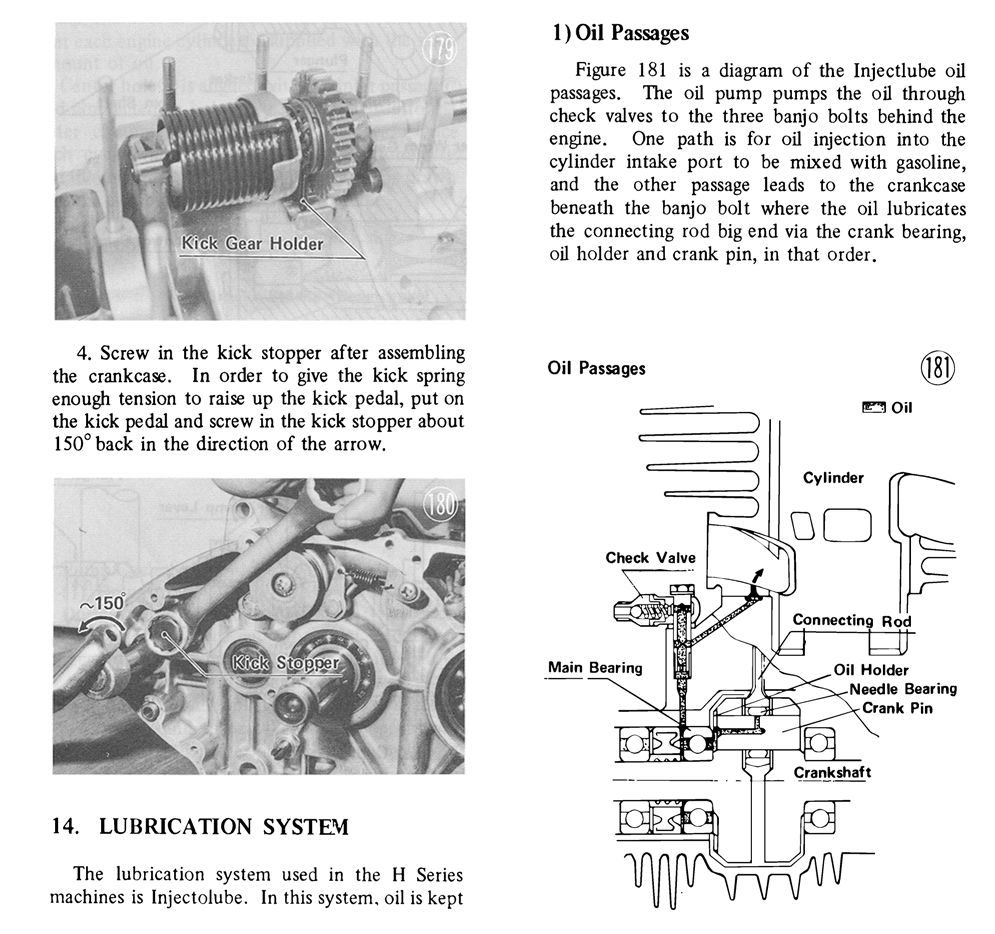 179
Kick Gear Holder
4. Screw in the kick stopper after assembling
the crankcase. In order to give the kick spring
enough tension to raise up the kick pedal, put on
the kick pedal and screw in the kick stopper about
150° back in the direction of the arrow.
180
~150°
Kick Stopper
14. LUBRICATION SYSTEM
The lubrication system used in the H Series
machines is Injectolube. In this system, oil is kept
1) Oil Passages
Figure 181 is a diagram of the Injectlube oil
passages. The oil pump pumps the oil through
check valves to the three banjo bolts behind the
engine. One path is for oil injection into the
cylinder intake port to be mixed with gasoline,
and the other passage leads to the crankcase
beneath the banjo bolt where the oil lubricates
the connecting rod big end via the crank bearing,
oil holder and crank pin, in that order.
Oil Passages
181
Oil
Cylinder
Check Valve
Connecting Rod
Main Bearing
Oil Holder
Needle Bearing
Crank Pin
Crankshaft